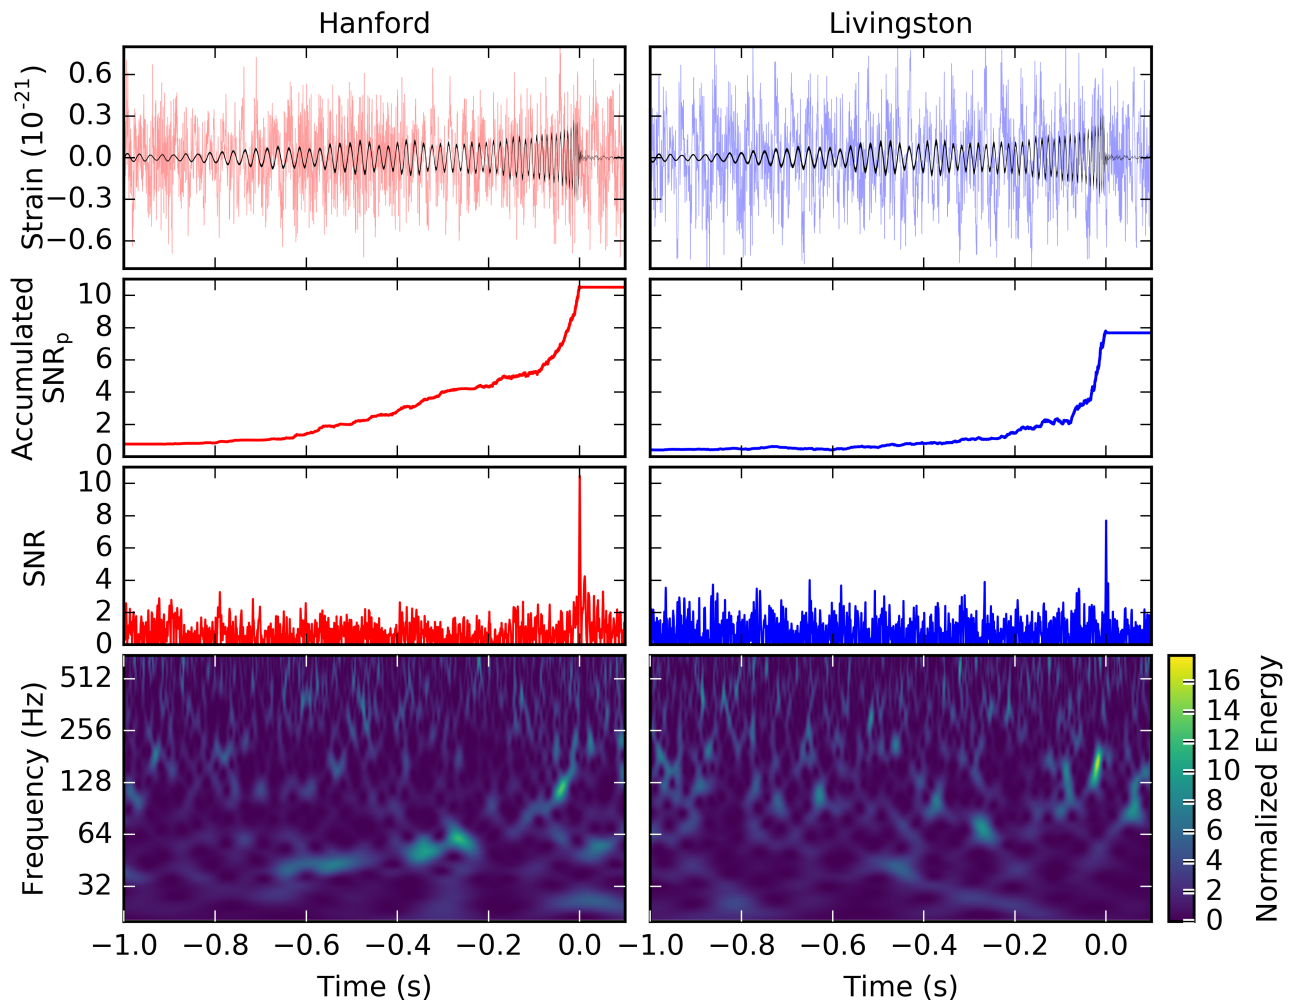 Hanford
Livingston
Strain (10⁻²¹)
0.6
0.3
0.0
−0.3
−0.6
Accumulated
SNRₚ
10
8
6
4
2
0
SNR
10
8
6
4
2
0
Frequency (Hz)
512
256
128
64
32
16
14
12
10
8
6
4
2
0
Normalized Energy
−1.0 −0.8 −0.6 −0.4 −0.2 0.0
−1.0 −0.8 −0.6 −0.4 −0.2 0.0
Time (s)
Time (s)